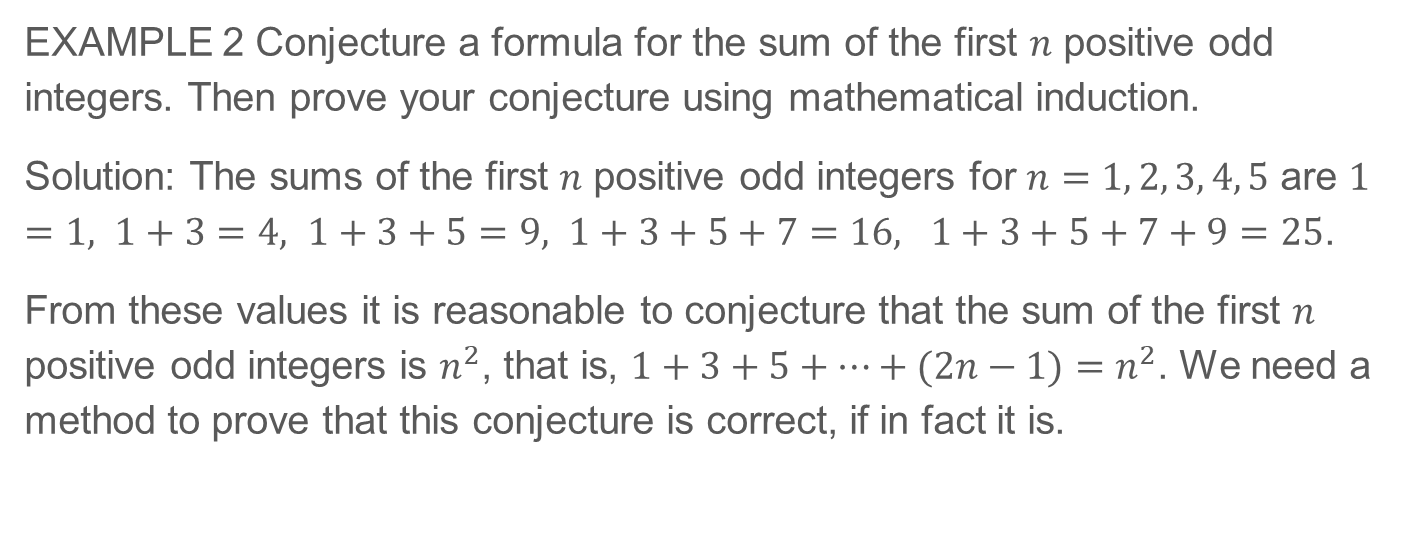 EXAMPLE 2 Conjecture a formula for the sum of the first 𝑛 positive odd
integers. Then prove your conjecture using mathematical induction.
Solution: The sums of the first 𝑛 positive odd integers for 𝑛 = 1, 2, 3, 4, 5 are 1
= 1, 1 + 3 = 4, 1 + 3 + 5 = 9, 1 + 3 + 5 + 7 = 16, 1 + 3 + 5 + 7 + 9 = 25.
From these values it is reasonable to conjecture that the sum of the first 𝑛
positive odd integers is 𝑛², that is, 1 + 3 + 5 + ⋯ + (2𝑛 − 1) = 𝑛². We need a
method to prove that this conjecture is correct, if in fact it is.